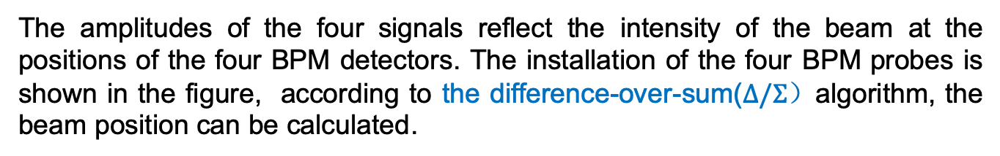 The amplitudes of the four signals reflect the intensity of the beam at the
positions of the four BPM detectors. The installation of the four BPM probes is
shown in the figure,  according to the difference-over-sum(Δ/Σ） algorithm, the
beam position can be calculated.